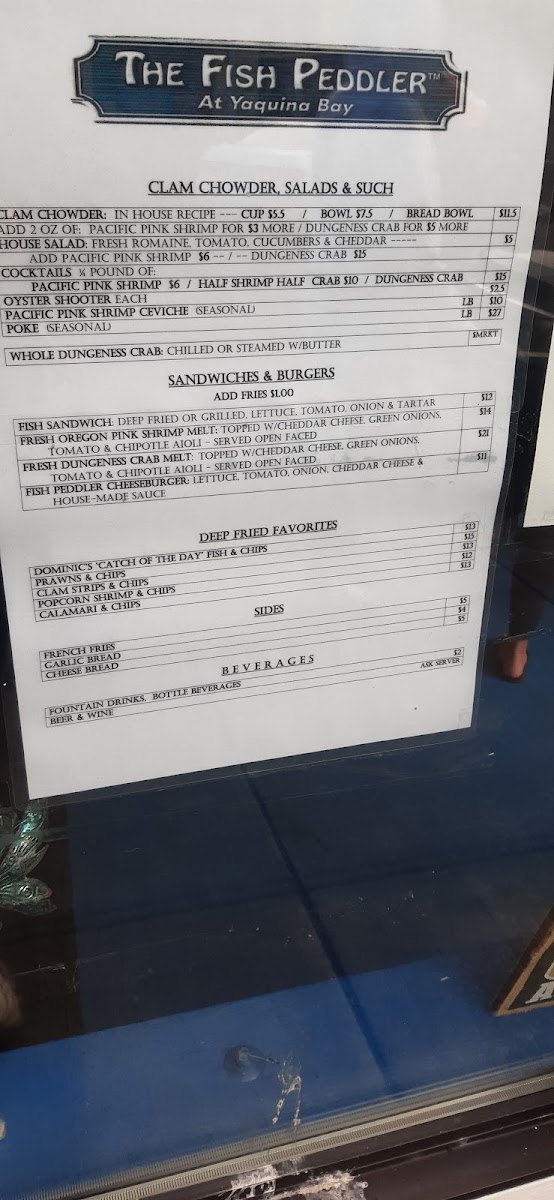 THE FISH PEDDLER™
At Yaquina Bay
CLAM CHOWDER, SALADS & SUCH
CLAM CHOWDER: IN HOUSE RECIPE --- CUP $5.5 / BOWL $7.5 / BREAD BOWL $11.5
ADD 2 OZ OF: PACIFIC PINK SHRIMP FOR $3 MORE / DUNGENESS CRAB FOR $5 MORE
HOUSE SALAD: FRESH ROMAINE, TOMATO, CUCUMBERS & CHEDDAR ----- $5
ADD PACIFIC PINK SHRIMP $6 -- / -- DUNGENESS CRAB $15
COCKTAILS ¼ POUND OF:
PACIFIC PINK SHRIMP $6 / HALF SHRIMP HALF CRAB $10 / DUNGENESS CRAB $15
OYSTER SHOOTER EACH $2.5
PACIFIC PINK SHRIMP CEVICHE (SEASONAL) LB $10
POKE (SEASONAL) LB $27
WHOLE DUNGENESS CRAB: CHILLED OR STEAMED W/BUTTER $MRKT
SANDWICHES & BURGERS
ADD FRIES $1.00
FISH SANDWICH: DEEP FRIED OR GRILLED, LETTUCE, TOMATO, ONION & TARTAR $12
FRESH OREGON PINK SHRIMP MELT: TOPPED W/CHEDDAR CHEESE, GREEN ONIONS, $14
TOMATO & CHIPOTLE AIOLI - SERVED OPEN FACED
FRESH DUNGENESS CRAB MELT: TOPPED W/CHEDDAR CHEESE, GREEN ONIONS, $21
TOMATO & CHIPOTLE AIOLI - SERVED OPEN FACED
FISH PEDDLER CHEESEBURGER: LETTUCE, TOMATO, ONION, CHEDDAR CHEESE & $11
HOUSE-MADE SAUCE
DEEP FRIED FAVORITES
DOMINIC'S 'CATCH OF THE DAY' FISH & CHIPS $13
PRAWNS & CHIPS $15
CLAM STRIPS & CHIPS $13
POPCORN SHRIMP & CHIPS $12
CALAMARI & CHIPS $13
SIDES
FRENCH FRIES $5
GARLIC BREAD $4
CHEESE BREAD $5
BEVERAGES
FOUNTAIN DRINKS, BOTTLE BEVERAGES $2
BEER & WINE ASK SERVER